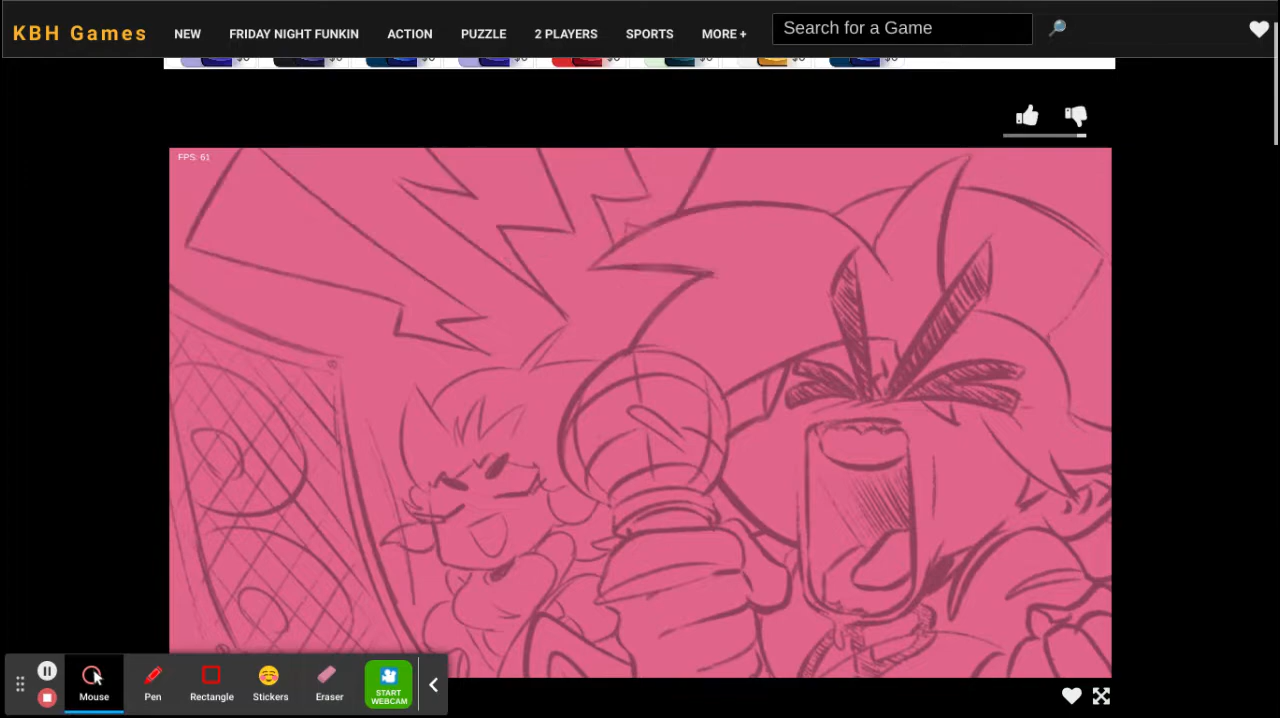 KBH Games
NEW
FRIDAY NIGHT FUNKIN
ACTION
PUZZLE
2 PLAYERS
SPORTS
MORE +
Search for a Game
FPS: 61
Mouse
Pen
Rectangle
Stickers
Eraser
START
WEBCAM